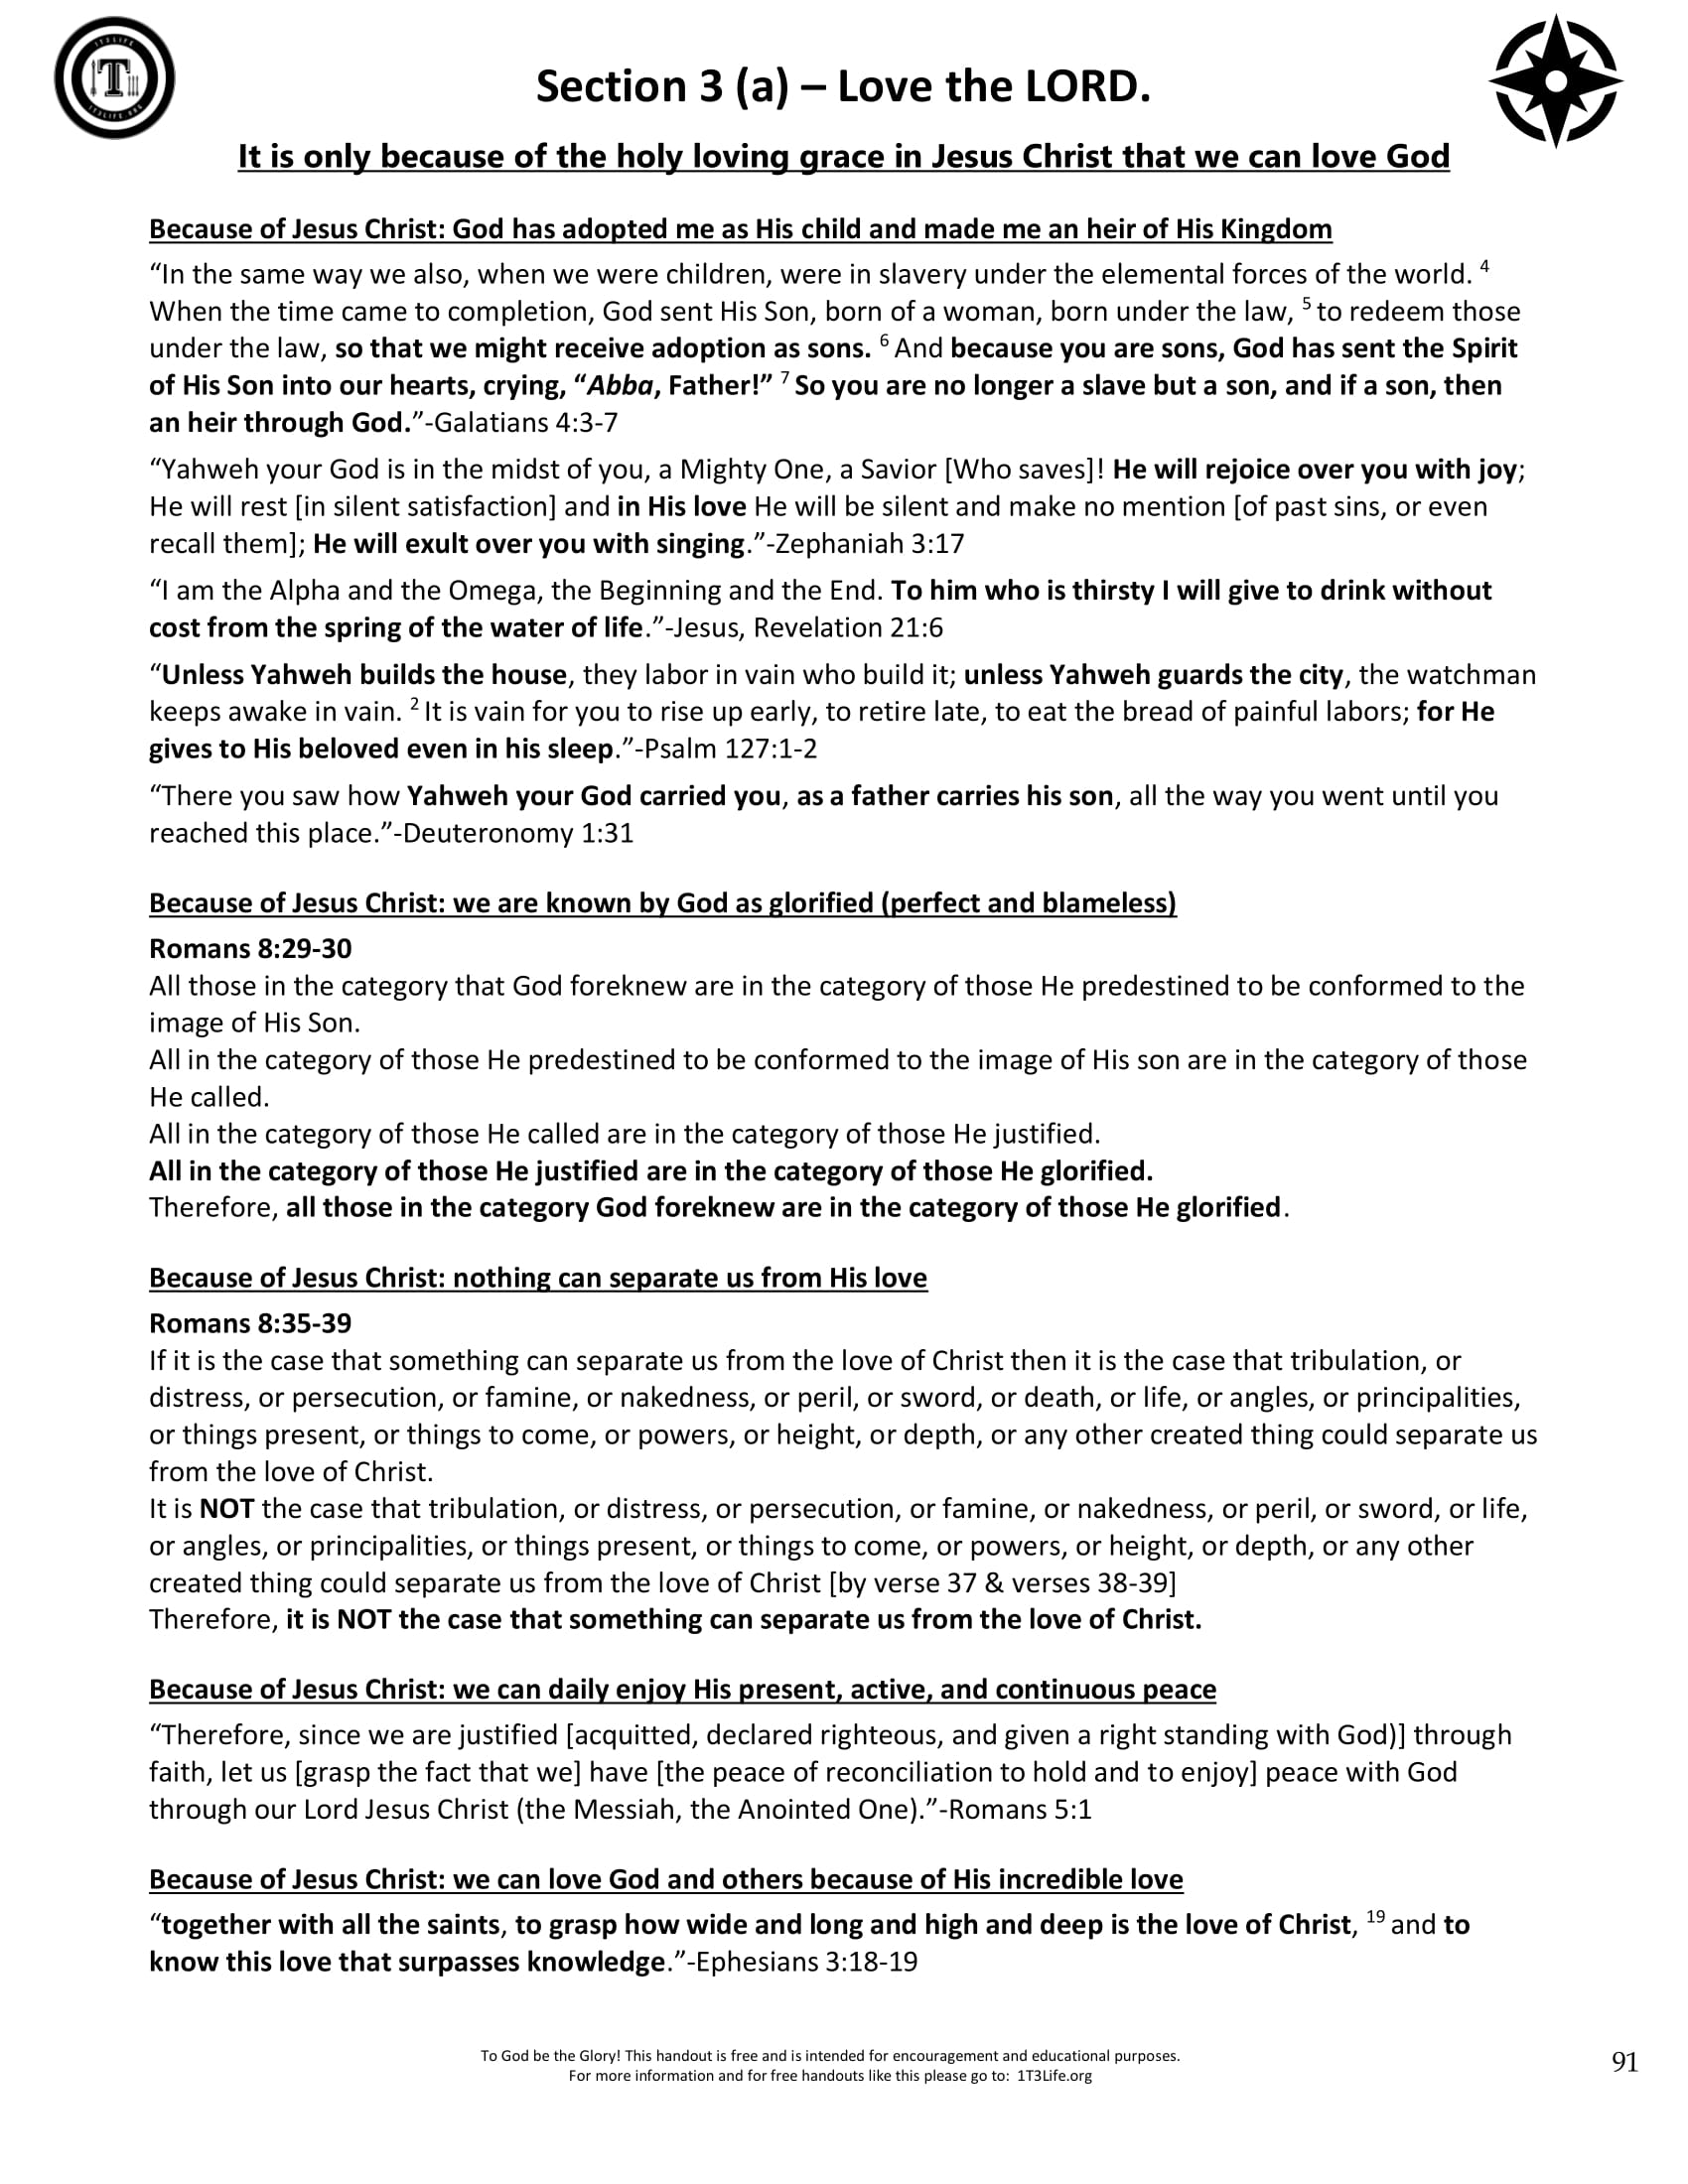 1T3LIFE
T
1T3LIFE.ORG
Section 3 (a) – Love the LORD.
It is only because of the holy loving grace in Jesus Christ that we can love God
Because of Jesus Christ: God has adopted me as His child and made me an heir of His Kingdom
“In the same way we also, when we were children, were in slavery under the elemental forces of the world. 4
When the time came to completion, God sent His Son, born of a woman, born under the law, 5 to redeem those
under the law, so that we might receive adoption as sons. 6 And because you are sons, God has sent the Spirit
of His Son into our hearts, crying, “Abba, Father!” 7 So you are no longer a slave but a son, and if a son, then
an heir through God.”-Galatians 4:3-7
“Yahweh your God is in the midst of you, a Mighty One, a Savior [Who saves]! He will rejoice over you with joy;
He will rest [in silent satisfaction] and in His love He will be silent and make no mention [of past sins, or even
recall them]; He will exult over you with singing.”-Zephaniah 3:17
“I am the Alpha and the Omega, the Beginning and the End. To him who is thirsty I will give to drink without
cost from the spring of the water of life.”-Jesus, Revelation 21:6
“Unless Yahweh builds the house, they labor in vain who build it; unless Yahweh guards the city, the watchman
keeps awake in vain. 2 It is vain for you to rise up early, to retire late, to eat the bread of painful labors; for He
gives to His beloved even in his sleep.”-Psalm 127:1-2
“There you saw how Yahweh your God carried you, as a father carries his son, all the way you went until you
reached this place.”-Deuteronomy 1:31
Because of Jesus Christ: we are known by God as glorified (perfect and blameless)
Romans 8:29-30
All those in the category that God foreknew are in the category of those He predestined to be conformed to the
image of His Son.
All in the category of those He predestined to be conformed to the image of His son are in the category of those
He called.
All in the category of those He called are in the category of those He justified.
All in the category of those He justified are in the category of those He glorified.
Therefore, all those in the category God foreknew are in the category of those He glorified.
Because of Jesus Christ: nothing can separate us from His love
Romans 8:35-39
If it is the case that something can separate us from the love of Christ then it is the case that tribulation, or
distress, or persecution, or famine, or nakedness, or peril, or sword, or death, or life, or angles, or principalities,
or things present, or things to come, or powers, or height, or depth, or any other created thing could separate us
from the love of Christ.
It is NOT the case that tribulation, or distress, or persecution, or famine, or nakedness, or peril, or sword, or life,
or angles, or principalities, or things present, or things to come, or powers, or height, or depth, or any other
created thing could separate us from the love of Christ [by verse 37 & verses 38-39]
Therefore, it is NOT the case that something can separate us from the love of Christ.
Because of Jesus Christ: we can daily enjoy His present, active, and continuous peace
“Therefore, since we are justified [acquitted, declared righteous, and given a right standing with God)] through
faith, let us [grasp the fact that we] have [the peace of reconciliation to hold and to enjoy] peace with God
through our Lord Jesus Christ (the Messiah, the Anointed One).”-Romans 5:1
Because of Jesus Christ: we can love God and others because of His incredible love
“together with all the saints, to grasp how wide and long and high and deep is the love of Christ, 19 and to
know this love that surpasses knowledge.”-Ephesians 3:18-19
To God be the Glory! This handout is free and is intended for encouragement and educational purposes.
For more information and for free handouts like this please go to: 1T3Life.org
91